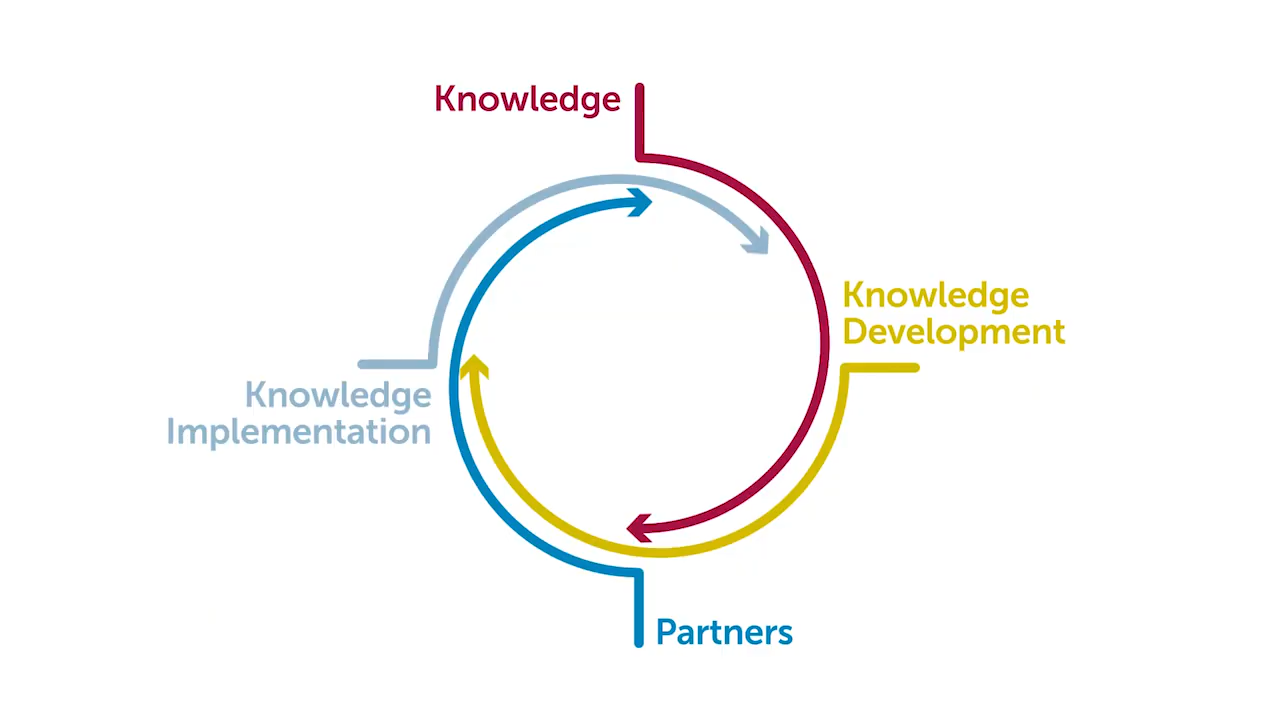 Knowledge
Knowledge
Development
Knowledge
Implementation
Partners